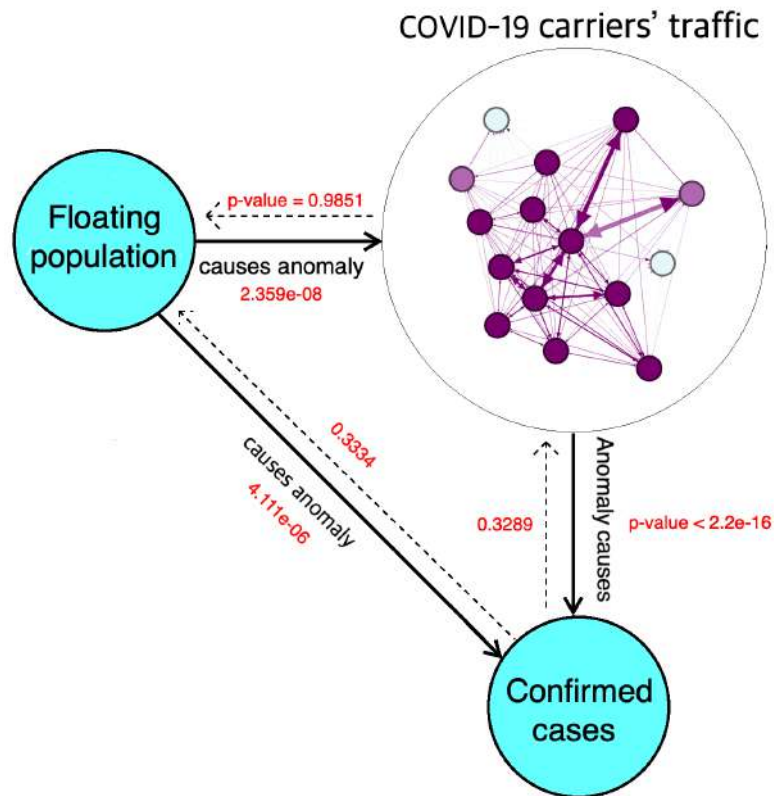 COVID-19 carriers' traffic
p-value = 0.9851
Floating
population
causes anomaly
2.359e-08
0.3334
causes anomaly
4.111e-06
0.3289
Anomaly causes
p-value < 2.2e-16
Confirmed
cases